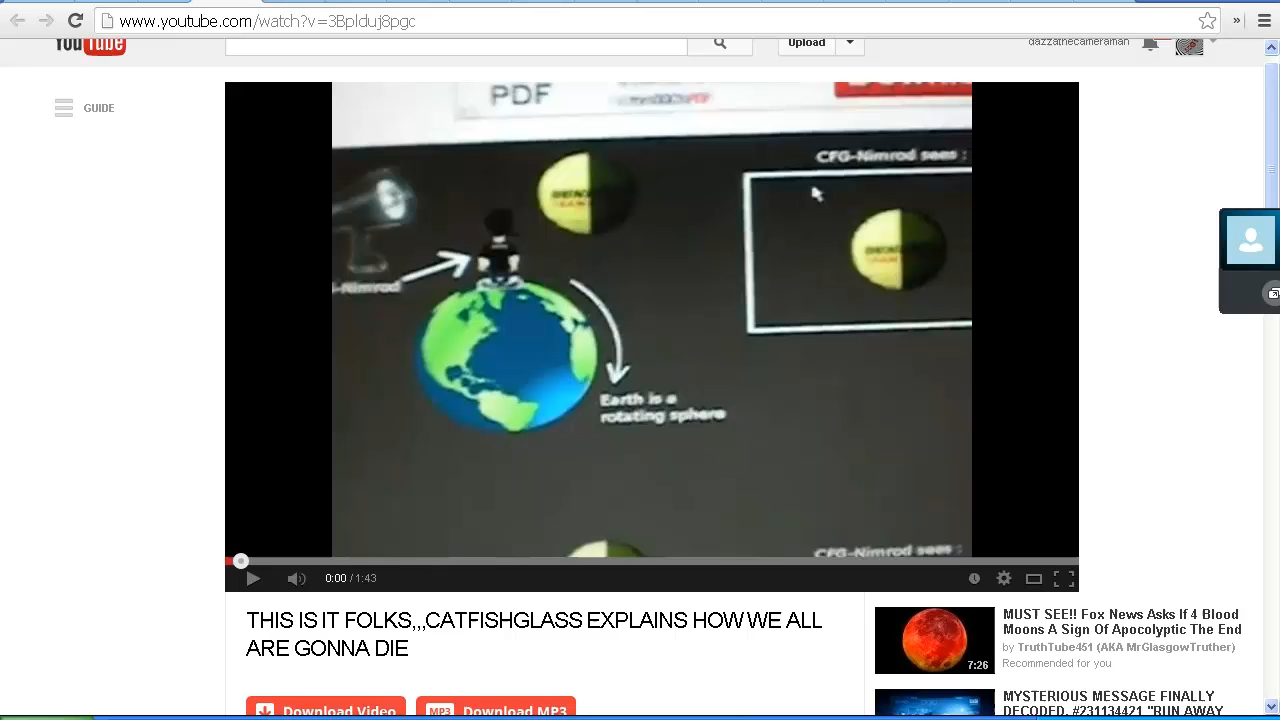 www.youtube.com/watch?v=3Bplduj8pgc
YouTube
Upload
dazzathecameraman
GUIDE
PDF
CFG-Nimrod sees :
-Nimrod
Earth is a
rotating sphere
CFG-Nimrod sees :
0:00 / 1:43
THIS IS IT FOLKS,,,CATFISHGLASS EXPLAINS HOW WE ALL
ARE GONNA DIE
Download Video
MP3 Download MP3
7:26
MUST SEE!! Fox News Asks If 4 Blood
Moons A Sign Of Apocolyptic The End
by TruthTube451 (AKA MrGlasgowTruther)
Recommended for you
MYSTERIOUS MESSAGE FINALLY
DECODED, #231134421 "RUN AWAY